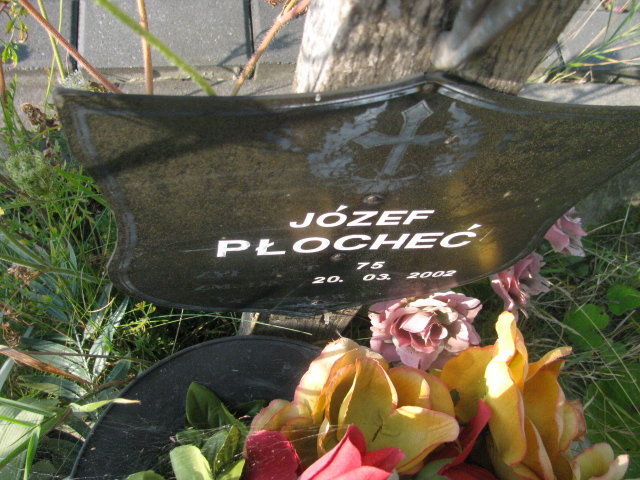 JÓZEF
PŁOCHEĆ
75
20. 03. 2002